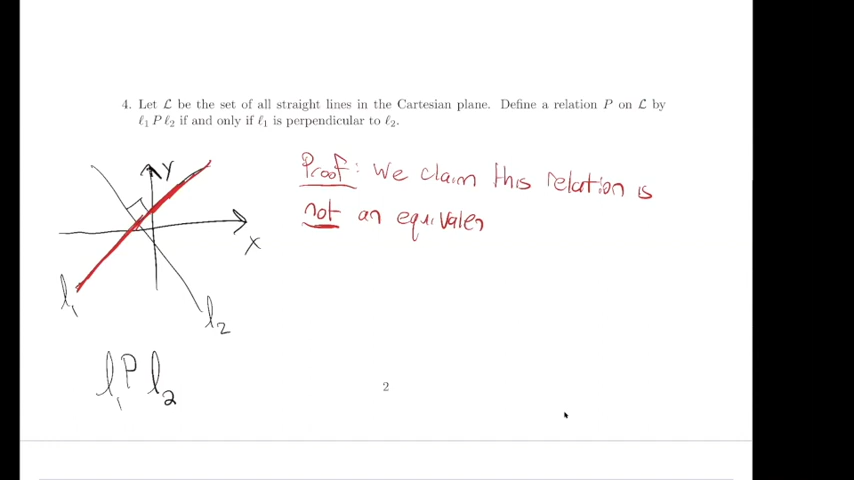 4. Let ℒ be the set of all straight lines in the Cartesian plane. Define a relation P on ℒ by
ℓ₁ P ℓ₂ if and only if ℓ₁ is perpendicular to ℓ₂.
Proof: We claim this relation is
not an equivalen
y
x
l₁
l₂
l₁ P l₂
2